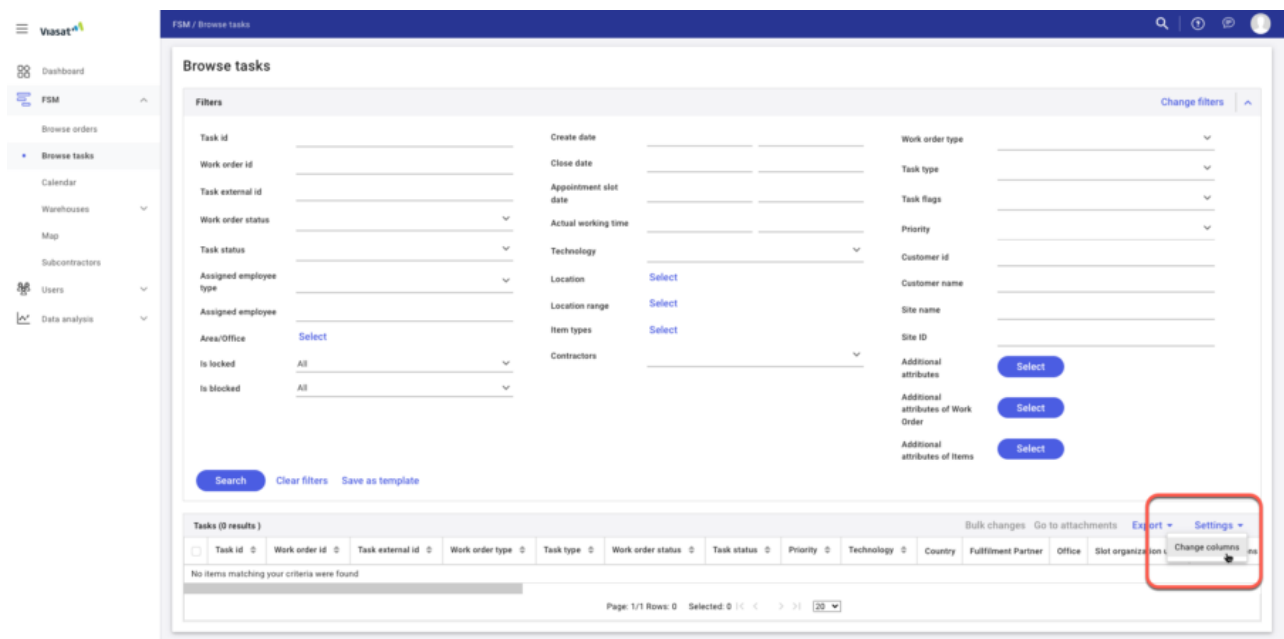 Viasat
FSM / Browse tasks
Dashboard
FSM
Browse orders
Browse tasks
Calendar
Warehouses
Map
Subcontractors
Users
Data analysis
Browse tasks
Filters
Change filters
Task id
Work order id
Task external id
Work order status
Task status
Assigned employee
type
Assigned employee
Area/Office Select
Is locked All
Is blocked All
Create date
Close date
Appointment slot
date
Actual working time
Technology
Location Select
Location range Select
Item types Select
Contractors
Work order type
Task type
Task flags
Priority
Customer id
Customer name
Site name
Site ID
Additional
attributes
Select
Additional
attributes of Work
Order
Select
Additional
attributes of Items
Select
Search Clear filters Save as template
Tasks (0 results ) Bulk changes Go to attachments Export Settings
Change columns
Task id Work order id Task external id Work order type Task type Work order status Task status Priority Technology Country Fullfilment Partner Office Slot organization
No items matching your criteria were found
Page: 1/1 Rows: 0 Selected: 0 |< < > >| 20